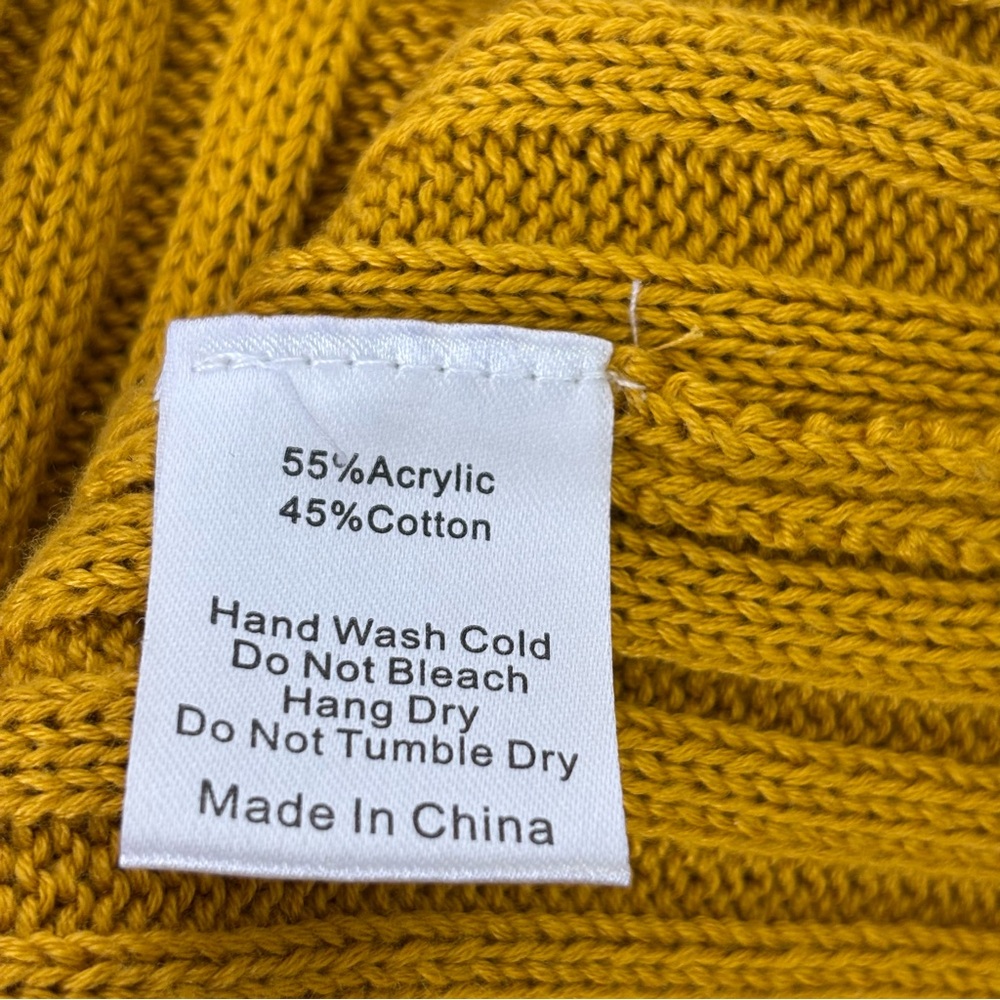 55%Acrylic
45%Cotton
Hand Wash Cold
Do Not Bleach
Hang Dry
Do Not Tumble Dry
Made In China